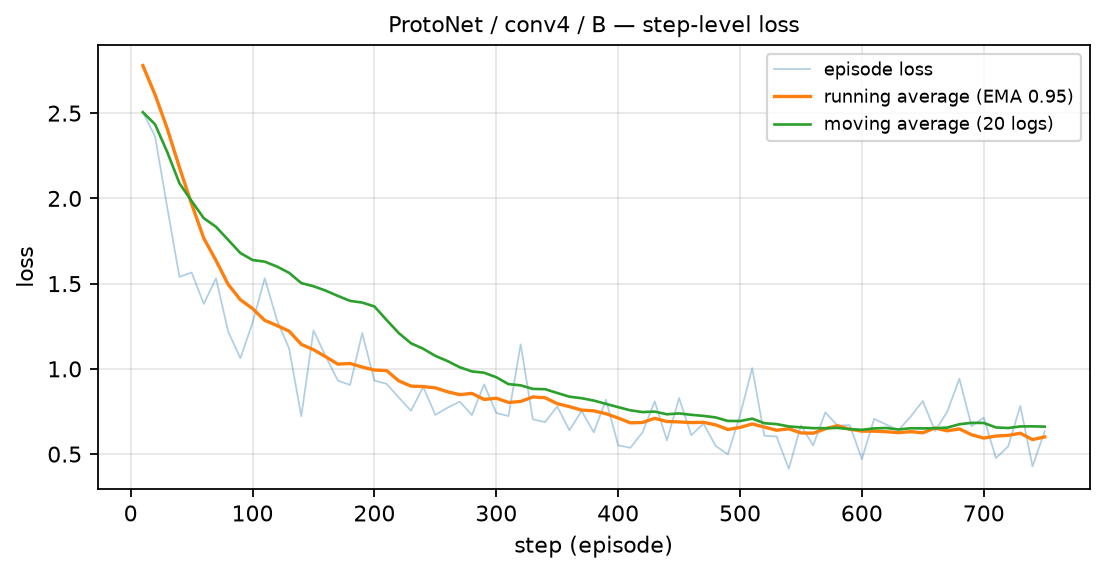 ProtoNet / conv4 / B — step-level loss
episode loss
running average (EMA 0.95)
moving average (20 logs)
loss
2.5
2.0
1.5
1.0
0.5
0 100 200 300 400 500 600 700
step (episode)